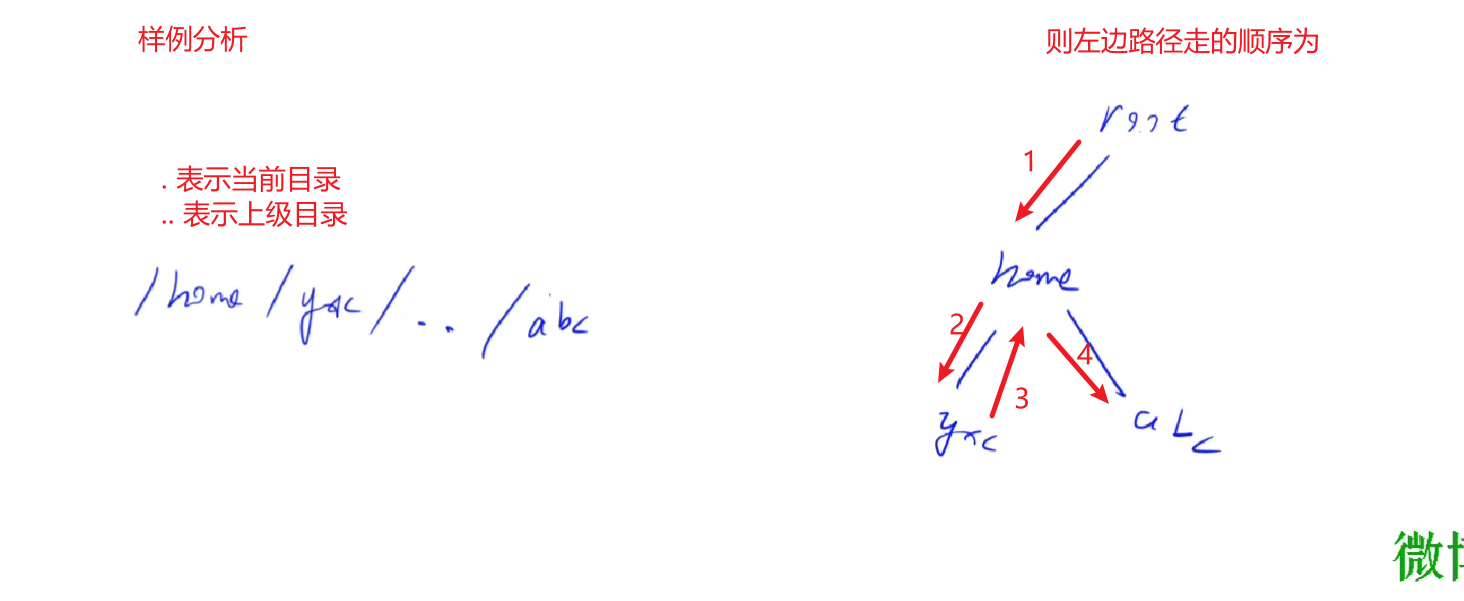 样例分析
. 表示当前目录
.. 表示上级目录
/home/yxc/../abc
则左边路径走的顺序为
root
1
home
2
3
4
yxc
abc
微博